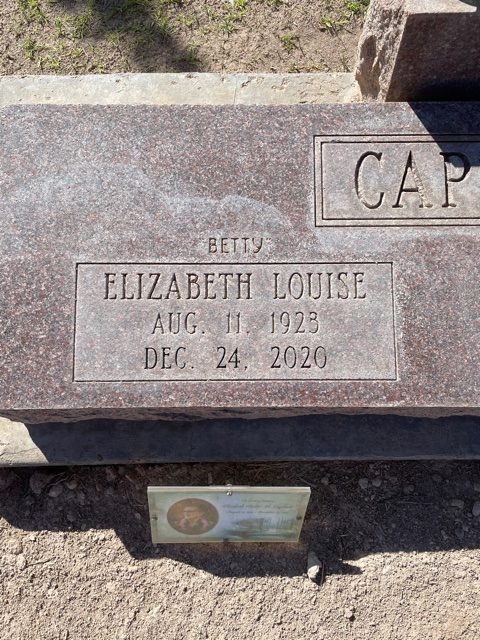 CAP
"BETTY"
ELIZABETH LOUISE
AUG. 11, 1923
DEC. 24, 2020